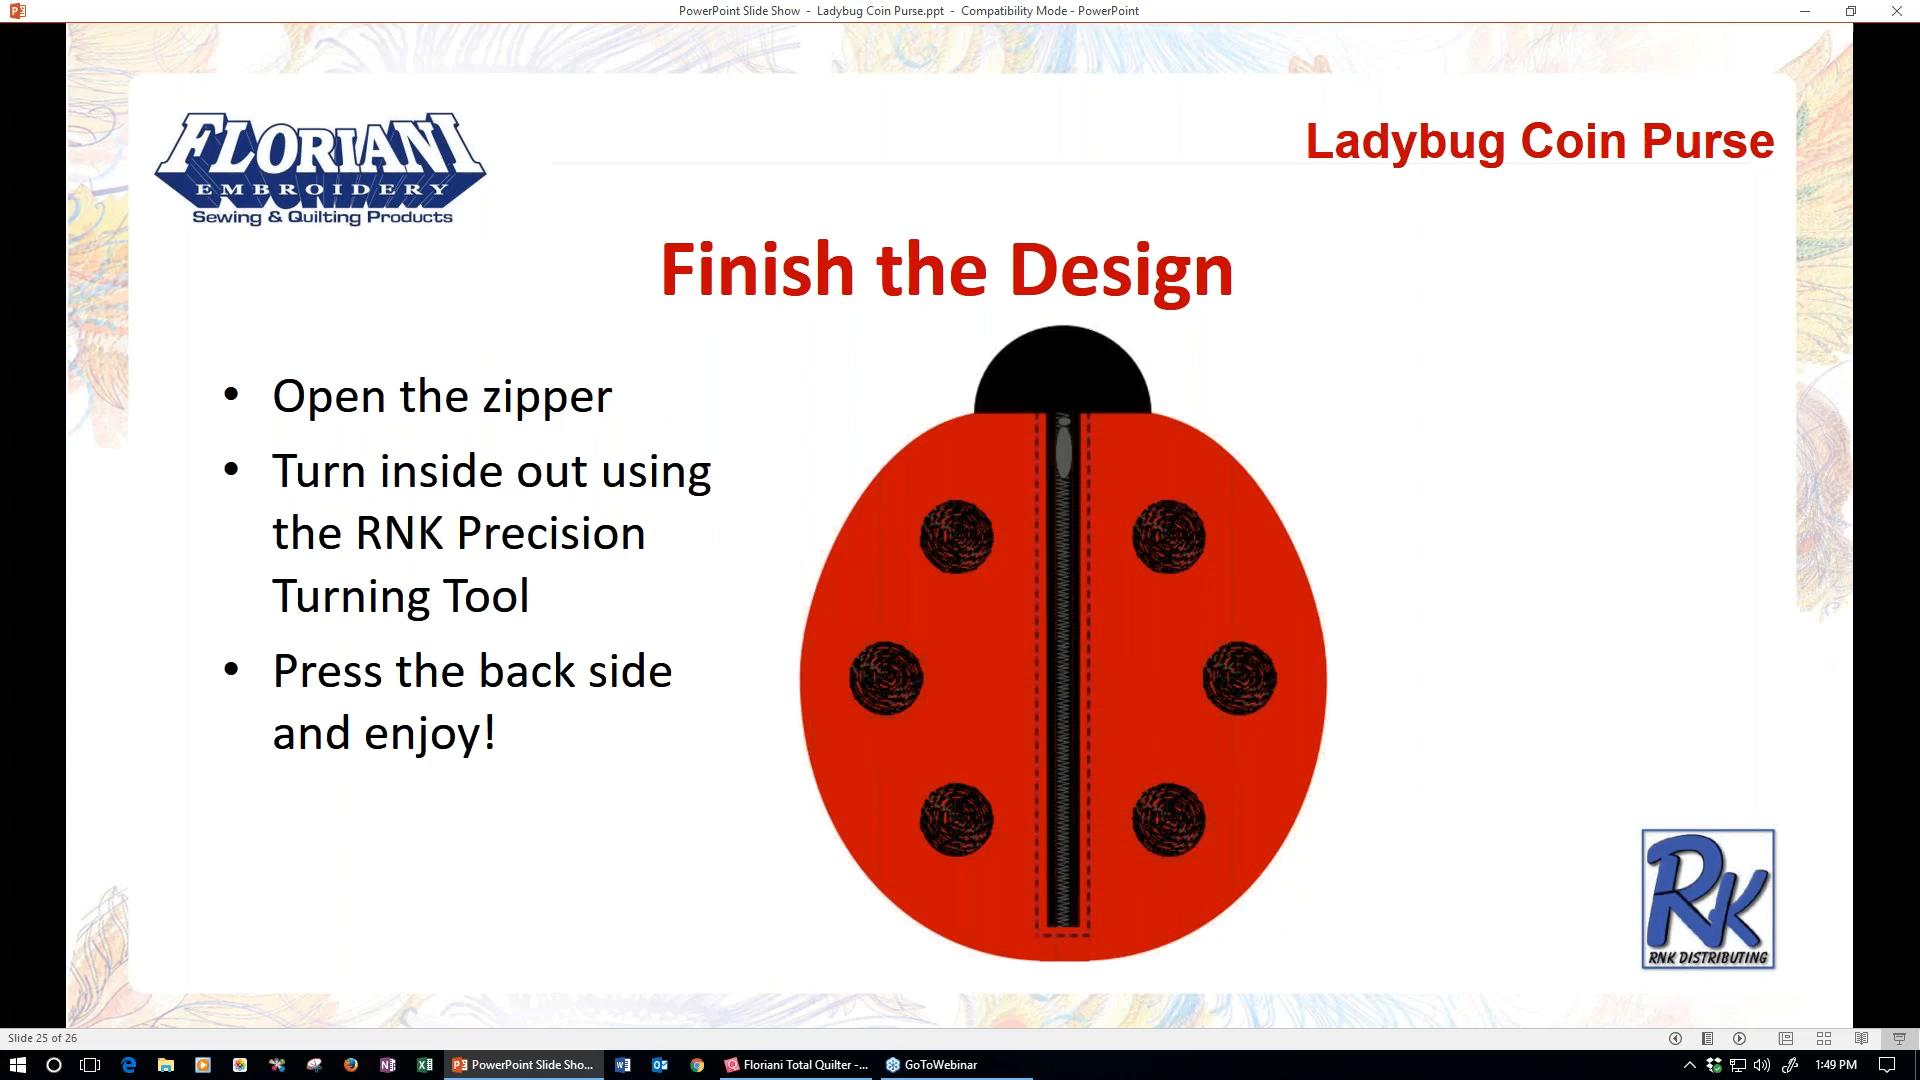 PowerPoint Slide Show - Ladybug Coin Purse.ppt - Compatibility Mode - PowerPoint
FLORIANI
EMBROIDERY
Sewing & Quilting Products
Ladybug Coin Purse
Finish the Design
• Open the zipper
• Turn inside out using
the RNK Precision
Turning Tool
• Press the back side
and enjoy!
RNK
RNK DISTRIBUTING
Slide 25 of 26
PowerPoint Slide Sho...
Floriani Total Quilter -...
GoToWebinar
1:49 PM